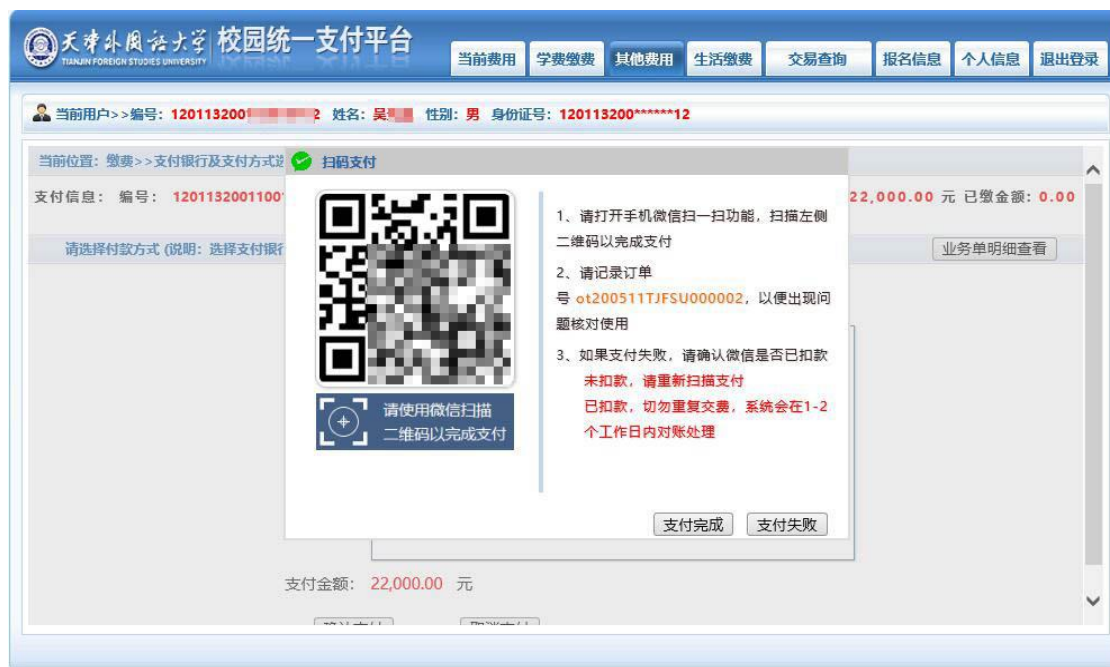 天津外国语大学 校园统一支付平台
TIANJIN FOREIGN STUDIES UNIVERSITY
当前费用 学费缴费 其他费用 生活缴费 交易查询 报名信息 个人信息 退出登录
当前用户>>编号: 120113200 2 姓名: 吴 性别: 男 身份证号: 120113200******12
当前位置: 缴费>>支付银行及支付方式
支付信息: 编号: 1201132001100 22,000.00 元 已缴金额: 0.00
请选择付款方式 (说明: 选择支付银行
业务单明细查看
扫码支付
请使用微信扫描
二维码以完成支付
1、请打开手机微信扫一扫功能，扫描左侧
二维码以完成支付
2、请记录订单
号 ot200511TJFSU000002，以便出现问
题核对使用
3、如果支付失败，请确认微信是否已扣款
未扣款，请重新扫描支付
已扣款，切勿重复交费，系统会在1-2
个工作日内对账处理
支付完成 支付失败
支付金额: 22,000.00 元